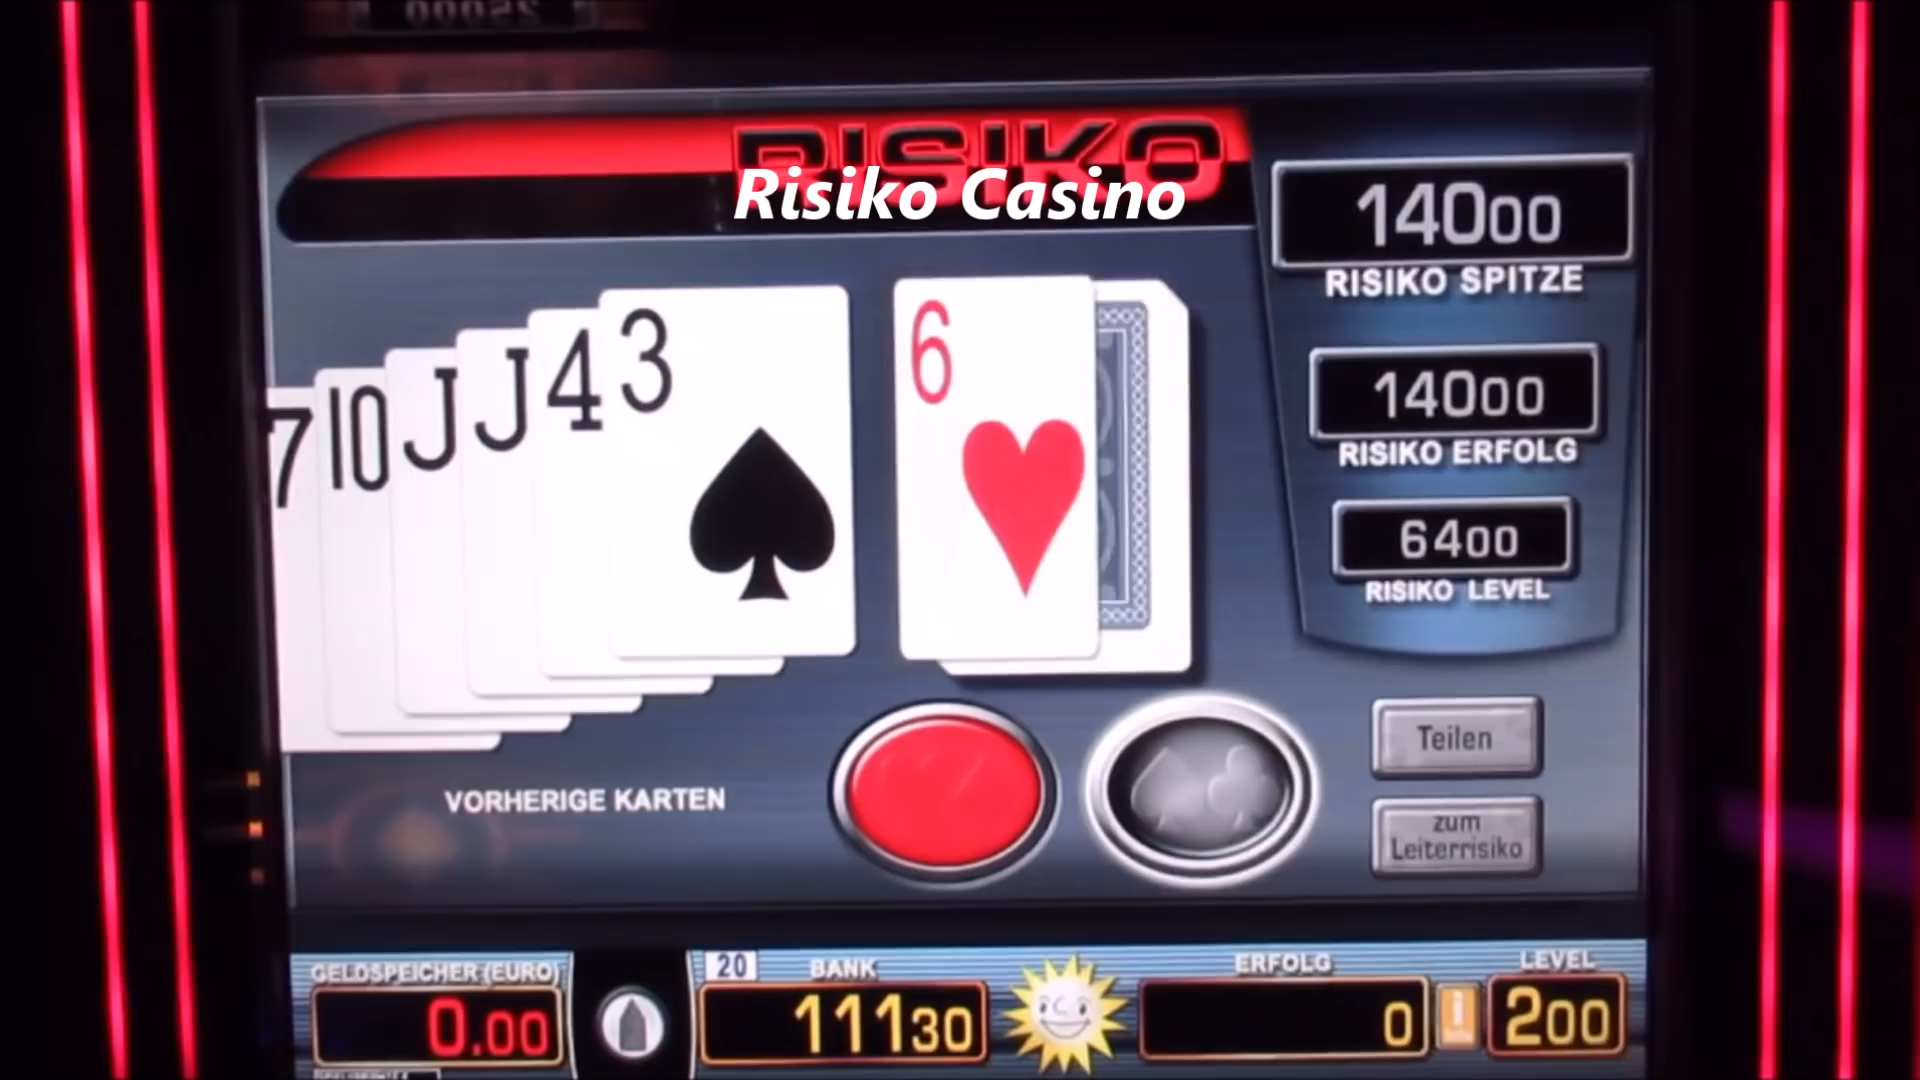 RISIKO
Risiko Casino
14000
RISIKO SPITZE
14000
RISIKO ERFOLG
6400
RISIKO LEVEL
7 10 J J 4 3
6
VORHERIGE KARTEN
Teilen
zum
Leiterrisiko
GELDSPEICHER (EURO)
0.00
20 BANK
11130
ERFOLG
0
i
LEVEL
200